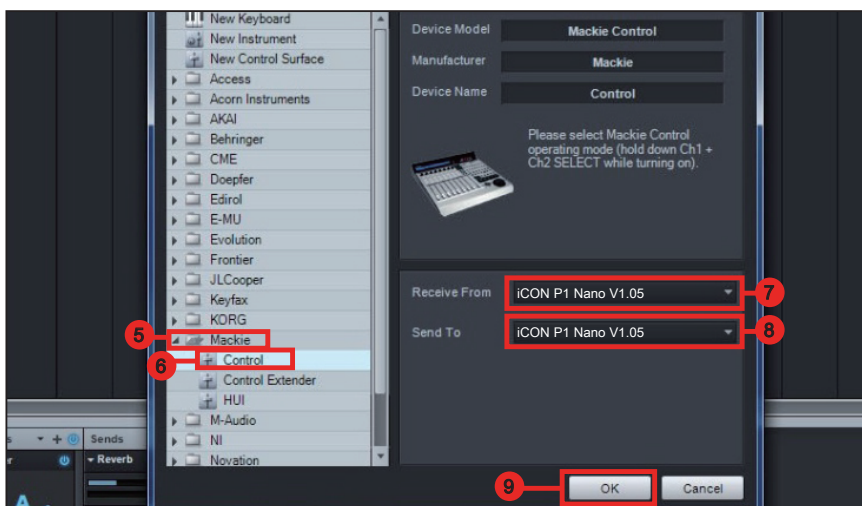 New Keyboard
New Instrument
New Control Surface
Access
Acorn Instruments
AKAI
Behringer
CME
Doepfer
Edirol
E-MU
Evolution
Frontier
JLCooper
Keyfax
KORG
5
Mackie
6
Control
Control Extender
HUI
M-Audio
NI
Novation
Device Model
Mackie Control
Manufacturer
Mackie
Device Name
Control
Please select Mackie Control
operating mode (hold down Ch1 +
Ch2 SELECT while turning on).
Receive From
iCON P1 Nano V1.05
7
Send To
iCON P1 Nano V1.05
8
9
OK
Cancel
Sends
Reverb